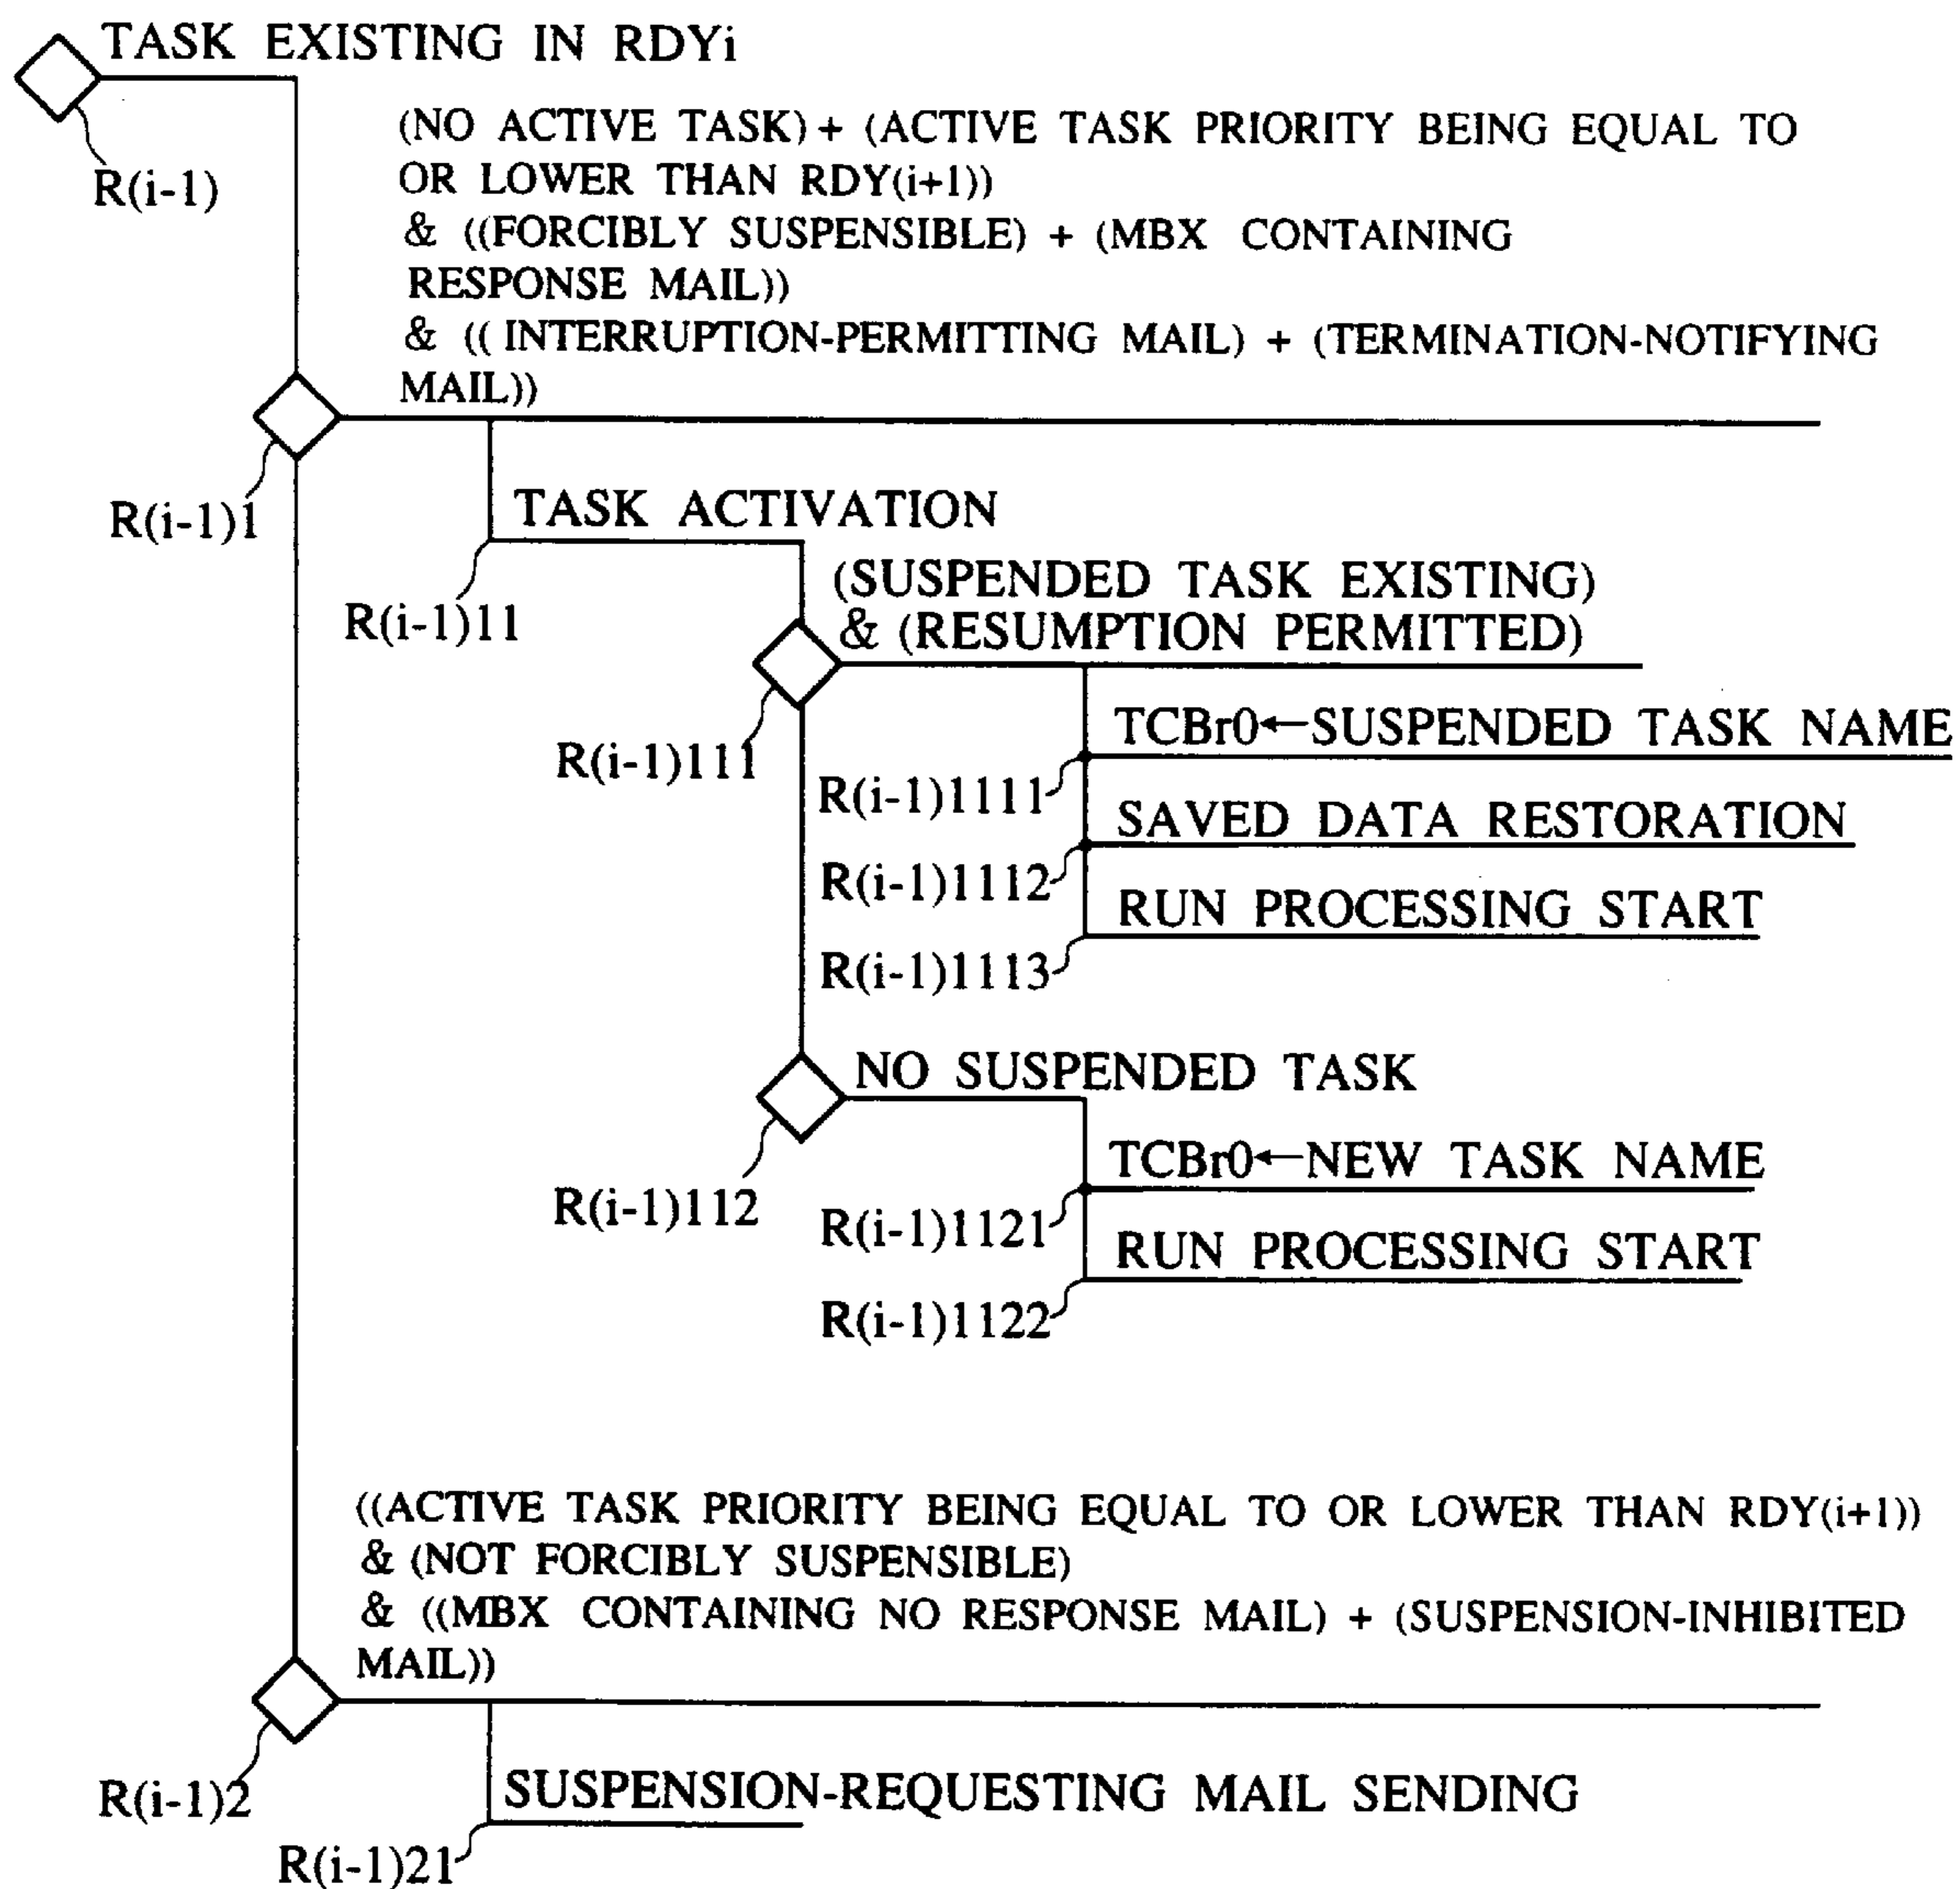 TASK EXISTING IN RDYi
R(i-1)
(NO ACTIVE TASK) + (ACTIVE TASK PRIORITY BEING EQUAL TO
OR LOWER THAN RDY(i+1))
& ((FORCIBLY SUSPENSIBLE) + (MBX CONTAINING
RESPONSE MAIL))
& (( INTERRUPTION-PERMITTING MAIL) + (TERMINATION-NOTIFYING
MAIL))
R(i-1)1
TASK ACTIVATION
R(i-1)11
(SUSPENDED TASK EXISTING)
& (RESUMPTION PERMITTED)
R(i-1)111
TCBr0←SUSPENDED TASK NAME
R(i-1)1111
SAVED DATA RESTORATION
R(i-1)1112
RUN PROCESSING START
R(i-1)1113
NO SUSPENDED TASK
R(i-1)112
TCBr0←NEW TASK NAME
R(i-1)1121
RUN PROCESSING START
R(i-1)1122
((ACTIVE TASK PRIORITY BEING EQUAL TO OR LOWER THAN RDY(i+1))
& (NOT FORCIBLY SUSPENSIBLE)
& ((MBX CONTAINING NO RESPONSE MAIL) + (SUSPENSION-INHIBITED
MAIL))
R(i-1)2
SUSPENSION-REQUESTING MAIL SENDING
R(i-1)21